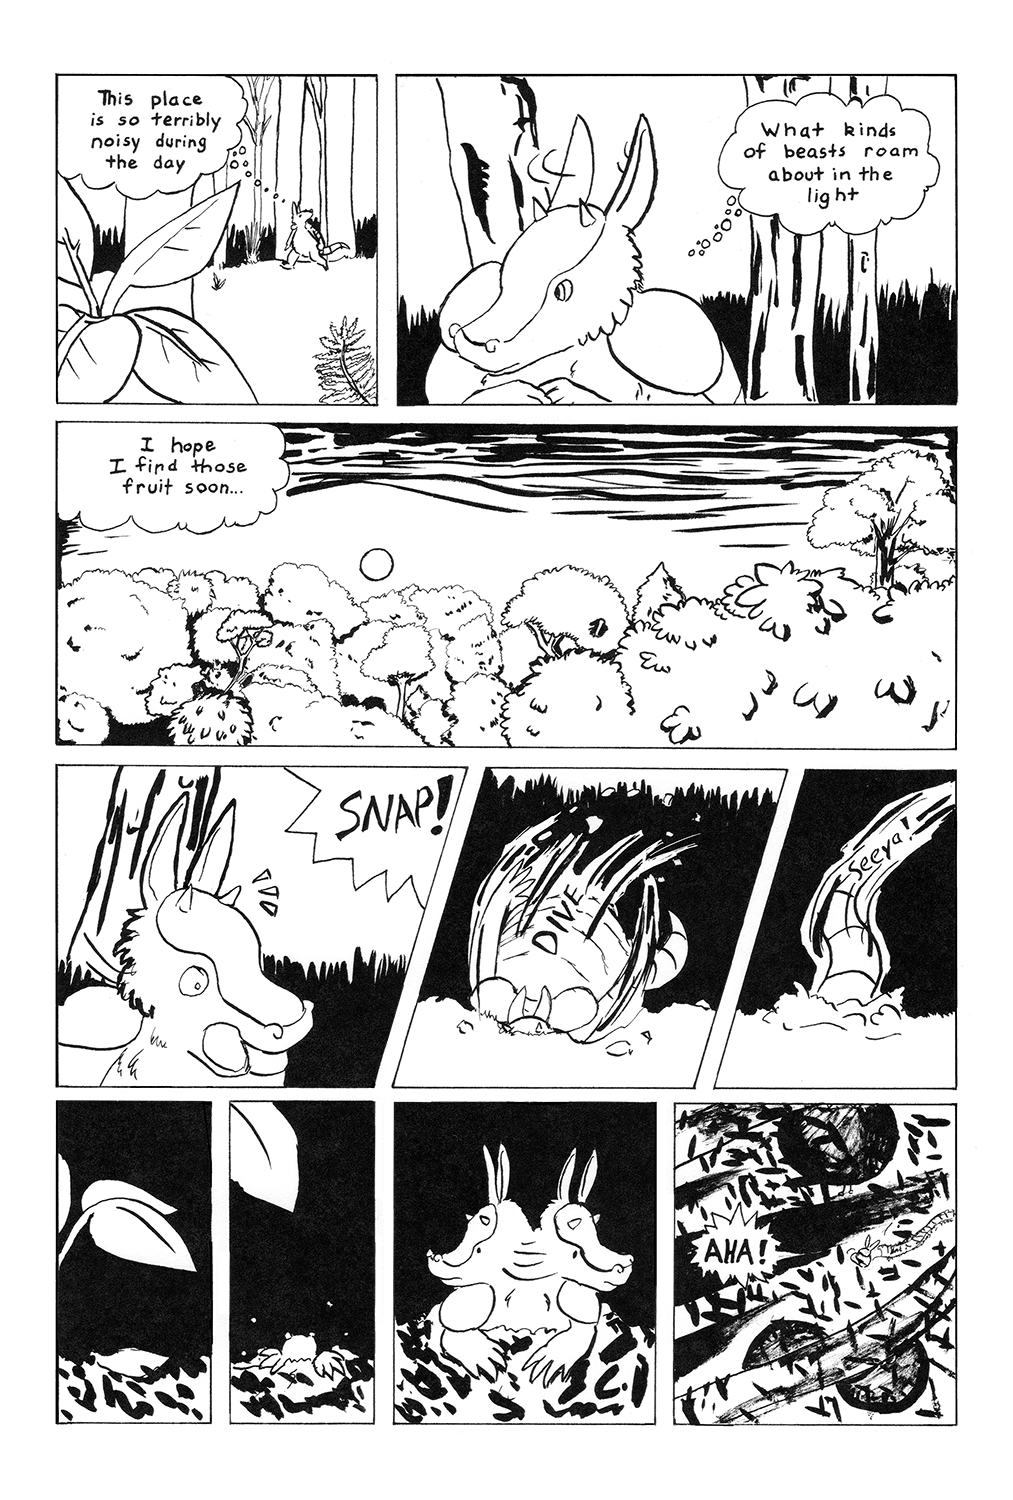 This place
is so terribly
noisy during
the day
What kinds
of beasts roam
about in the
light
I hope
I find those
fruit soon...
SNAP!
DIVE
Seeya!
AHA!